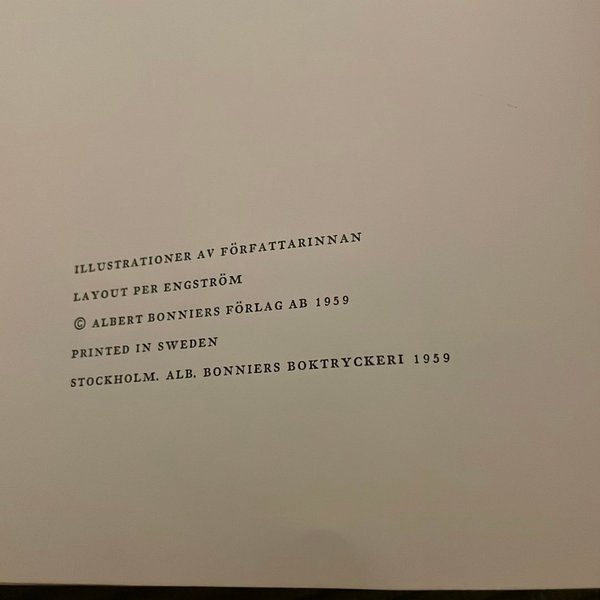 ILLUSTRATIONER AV FÖRFATTARINNAN
LAYOUT PER ENGSTRÖM
© ALBERT BONNIERS FÖRLAG AB 1959
PRINTED IN SWEDEN
STOCKHOLM. ALB. BONNIERS BOKTRYCKERI 1959